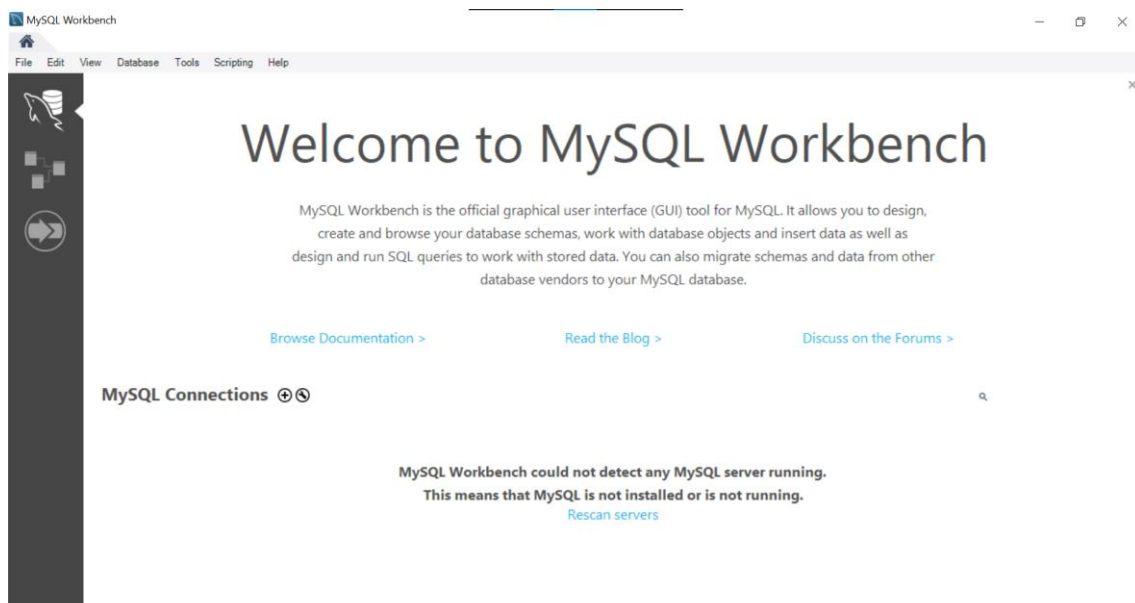 MySQL Workbench
File Edit View Database Tools Scripting Help
Welcome to MySQL Workbench
MySQL Workbench is the official graphical user interface (GUI) tool for MySQL. It allows you to design,
create and browse your database schemas, work with database objects and insert data as well as
design and run SQL queries to work with stored data. You can also migrate schemas and data from other
database vendors to your MySQL database.
Browse Documentation > Read the Blog > Discuss on the Forums >
MySQL Connections
MySQL Workbench could not detect any MySQL server running.
This means that MySQL is not installed or is not running.
Rescan servers